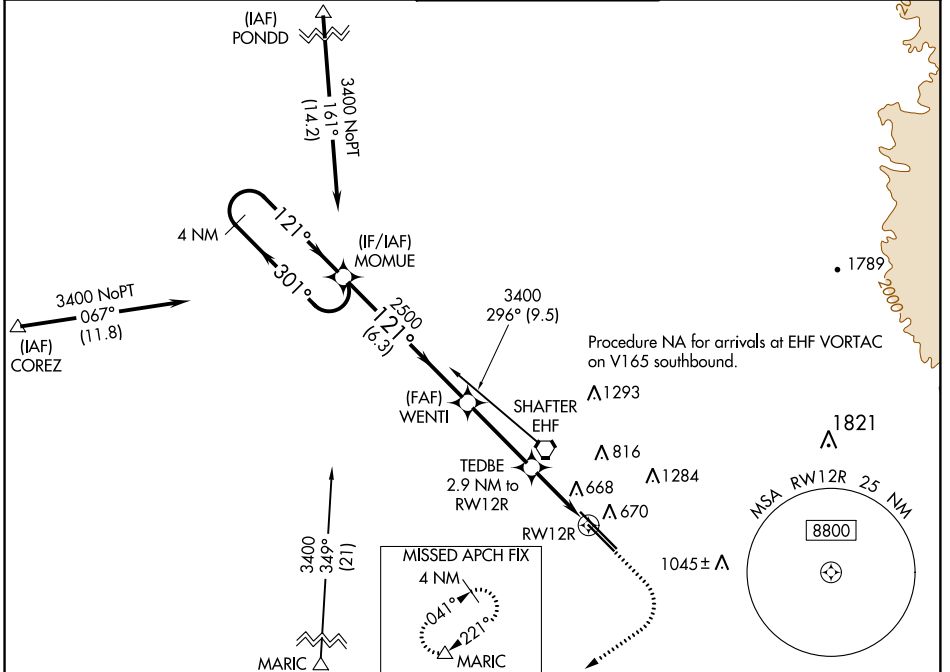 (IAF)
PONDD
3400 NoPT
161°
(14.2)
4 NM
121°
301°
(IF/IAF)
MOMUE
3400 NoPT
067°
(11.8)
(IAF)
COREZ
2500
121°
(6.3)
3400
296° (9.5)
1789
2000
Procedure NA for arrivals at EHF VORTAC
on V165 southbound.
1293
(FAF)
WENTI
SHAFTER
EHF
816
1821
TEDBE
2.9 NM to
RW12R
668
1284
670
RW12R
1045±
MSA RW12R 25 NM
8800
3400
349°
(21)
MARIC
MISSED APCH FIX
4 NM
041°
221°
MARIC